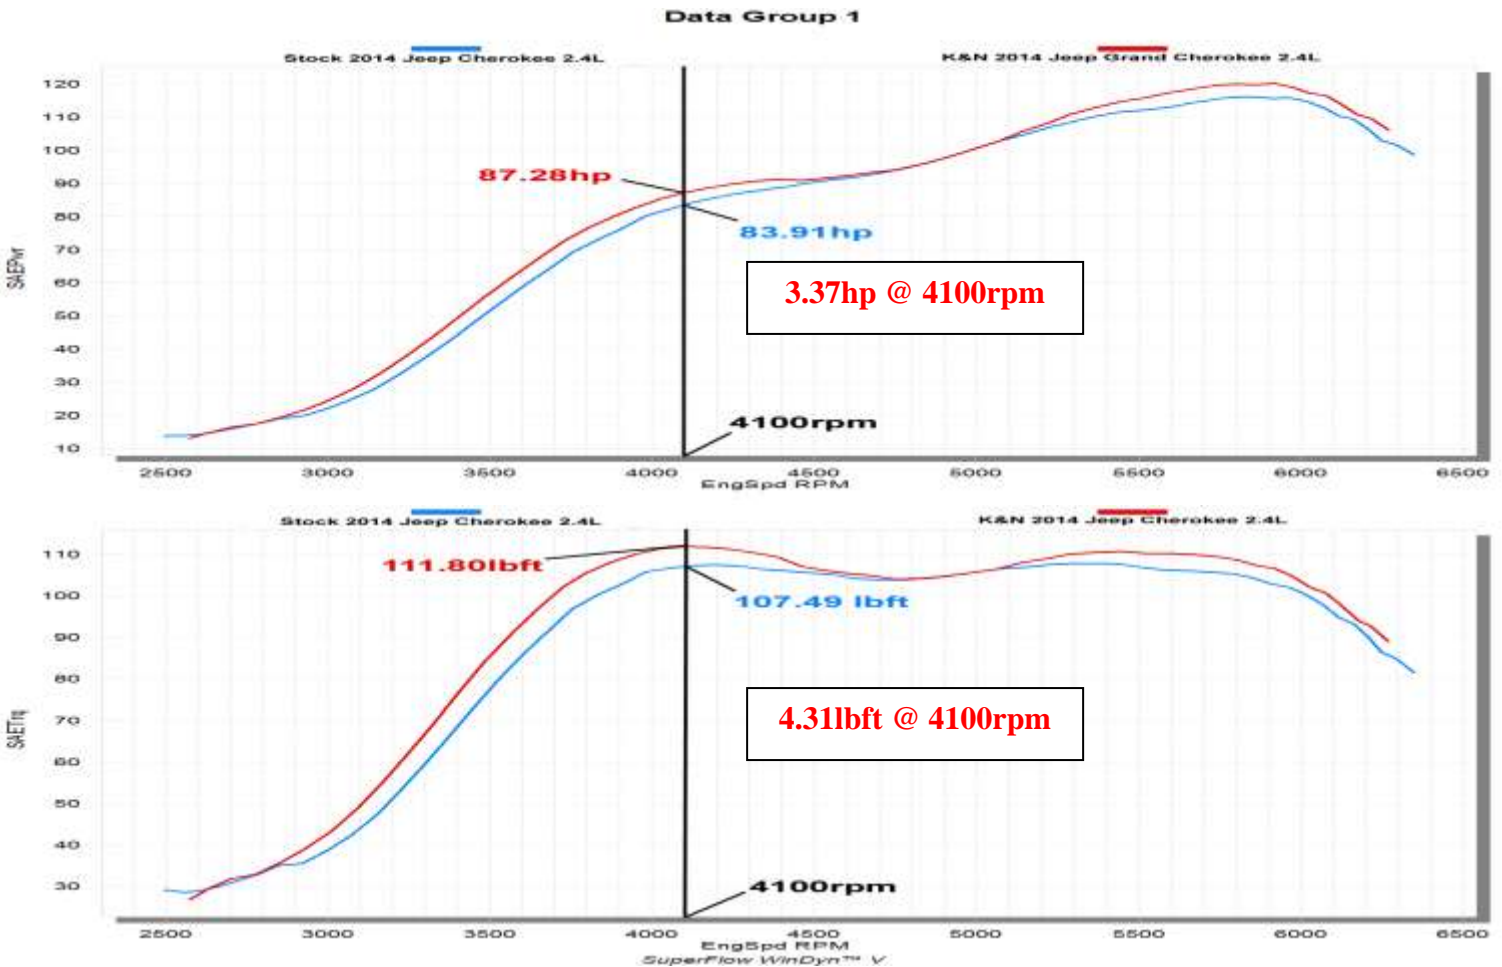 Data Group 1
Stock 2014 Jeep Cherokee 2.4L
K&N 2014 Jeep Grand Cherokee 2.4L
120
110
100
90
80
70
60
50
40
30
20
10
SAEPwr
87.28hp
83.91hp
3.37hp @ 4100rpm
4100rpm
2500 3000 3500 4000 4500 5000 5500 6000 6500
EngSpd RPM
Stock 2014 Jeep Cherokee 2.4L
K&N 2014 Jeep Cherokee 2.4L
110
100
90
80
70
60
50
40
30
SAETrq
111.80lbft
107.49 lbft
4.31lbft @ 4100rpm
4100rpm
2500 3000 3500 4000 4500 5000 5500 6000 6500
EngSpd RPM
SuperFlow WinDyn™ V